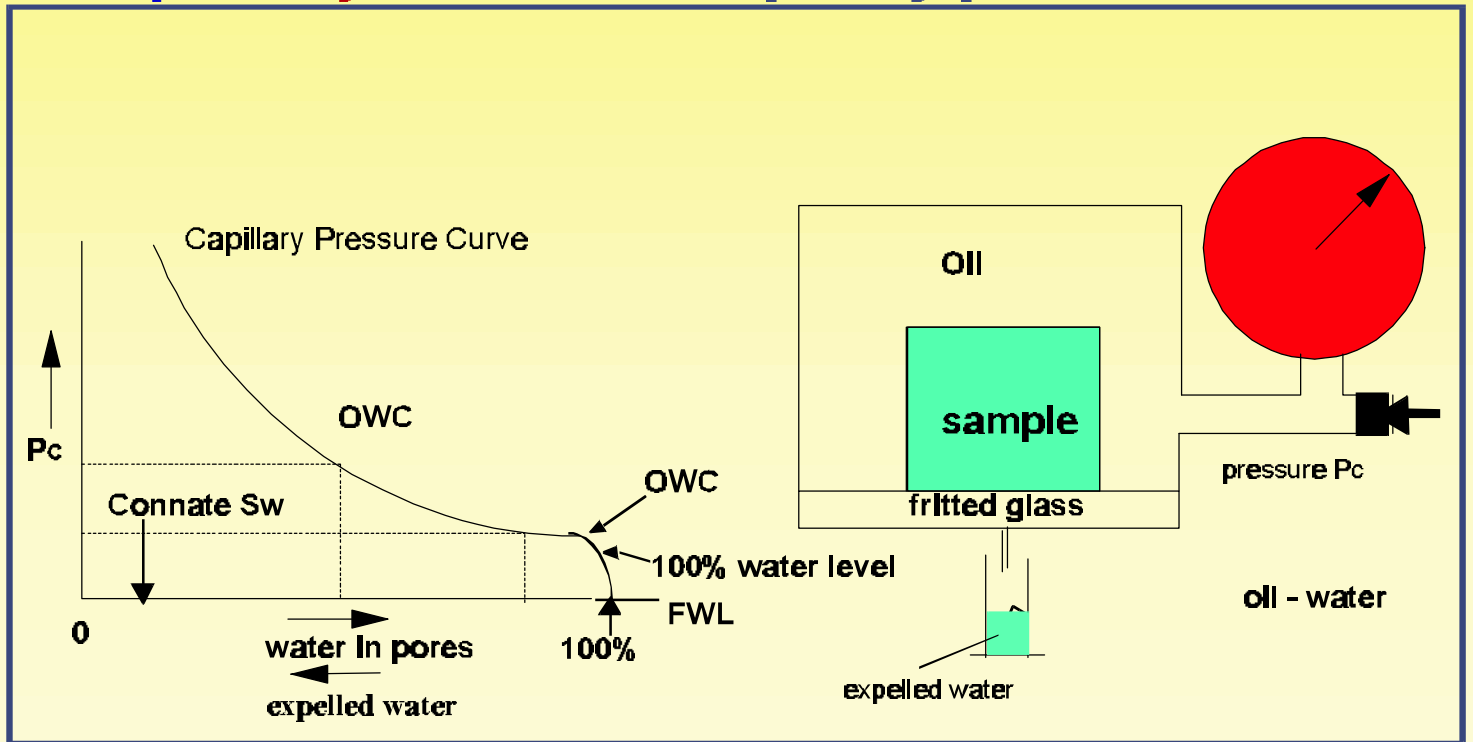 Capillary Pressure Curve
OWC
Pc
Connate Sw
OWC
100% water level
FWL
0
water In pores
100%
expelled water
OIl
sample
fritted glass
pressure Pc
oil - water
expelled water